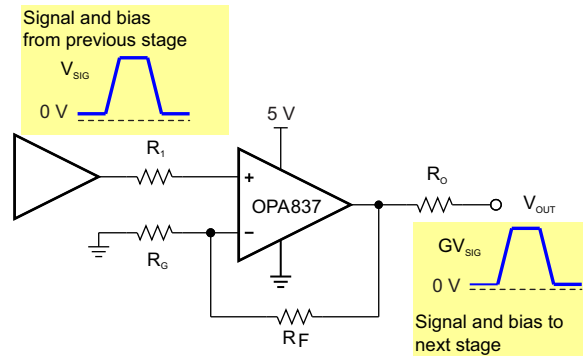 Signal and bias
from previous stage
VSIG
0 V
5 V
R1
+
OPA837
RO
VOUT
−
RG
RF
GVSIG
0 V
Signal and bias to
next stage